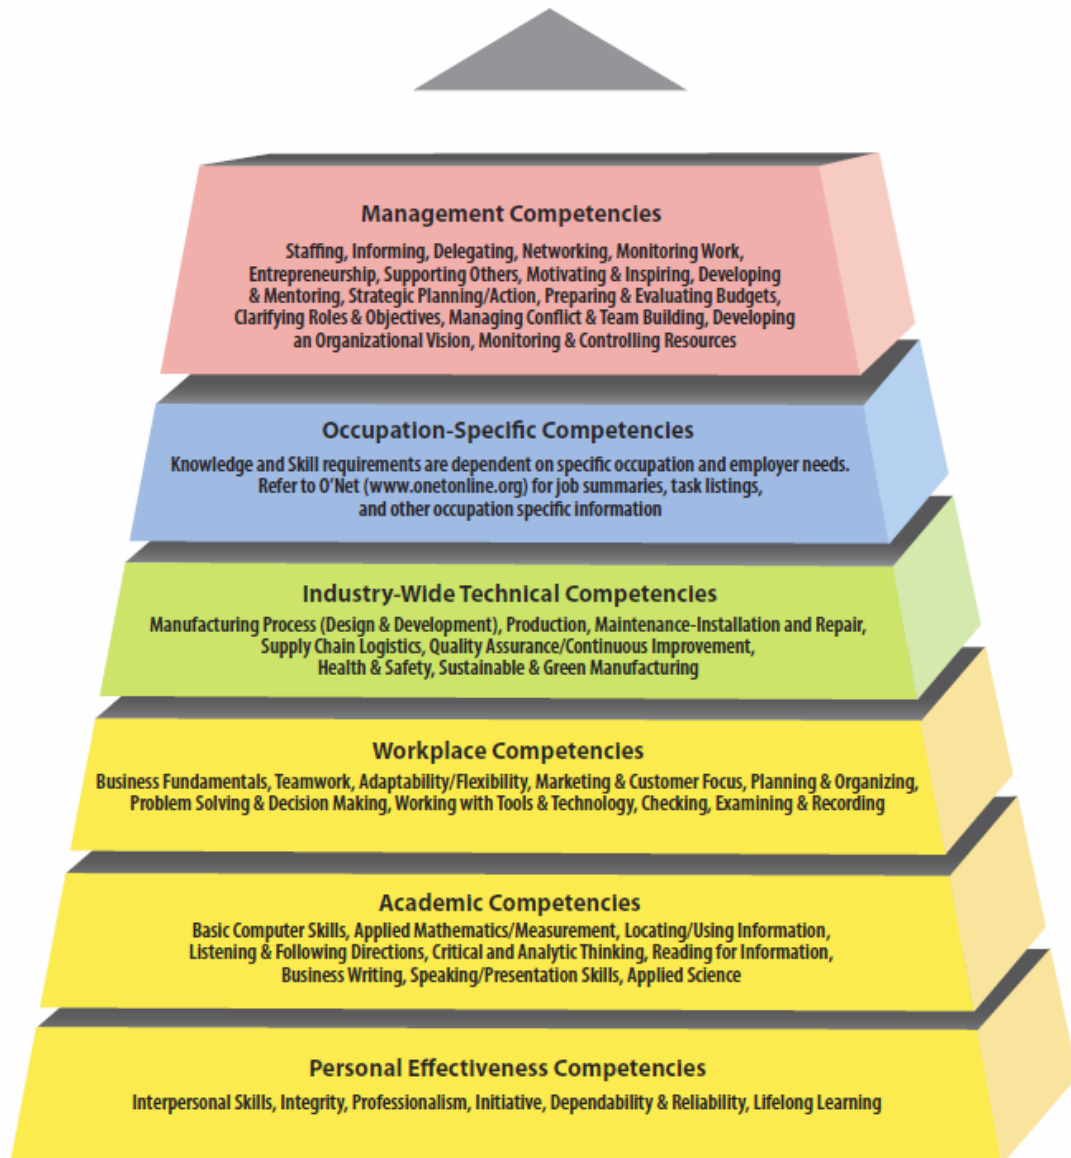 Management Competencies
Staffing, Informing, Delegating, Networking, Monitoring Work,
Entrepreneurship, Supporting Others, Motivating & Inspiring, Developing
& Mentoring, Strategic Planning/Action, Preparing & Evaluating Budgets,
Clarifying Roles & Objectives, Managing Conflict & Team Building, Developing
an Organizational Vision, Monitoring & Controlling Resources
Occupation-Specific Competencies
Knowledge and Skill requirements are dependent on specific occupation and employer needs.
Refer to O’Net (www.onetonline.org) for job summaries, task listings,
and other occupation specific information
Industry-Wide Technical Competencies
Manufacturing Process (Design & Development), Production, Maintenance-Installation and Repair,
Supply Chain Logistics, Quality Assurance/Continuous Improvement,
Health & Safety, Sustainable & Green Manufacturing
Workplace Competencies
Business Fundamentals, Teamwork, Adaptability/Flexibility, Marketing & Customer Focus, Planning & Organizing,
Problem Solving & Decision Making, Working with Tools & Technology, Checking, Examining & Recording
Academic Competencies
Basic Computer Skills, Applied Mathematics/Measurement, Locating/Using Information,
Listening & Following Directions, Critical and Analytic Thinking, Reading for Information,
Business Writing, Speaking/Presentation Skills, Applied Science
Personal Effectiveness Competencies
Interpersonal Skills, Integrity, Professionalism, Initiative, Dependability & Reliability, Lifelong Learning